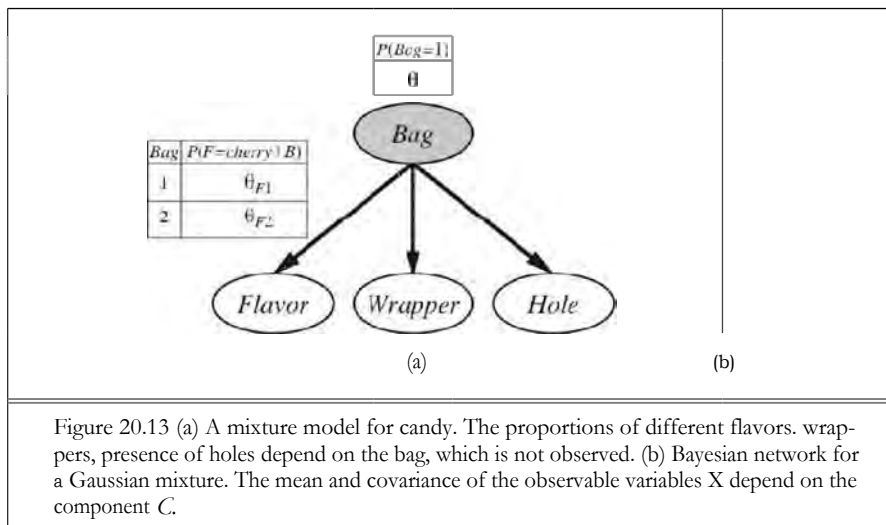 P(Bag=1)
θ
Bag
Bag P(F=cherry | B)
1 θF1
2 θF2
Flavor Wrapper Hole
(a) (b)
Figure 20.13 (a) A mixture model for candy. The proportions of different flavors. wrap-
pers, presence of holes depend on the bag, which is not observed. (b) Bayesian network for
a Gaussian mixture. The mean and covariance of the observable variables X depend on the
component C.